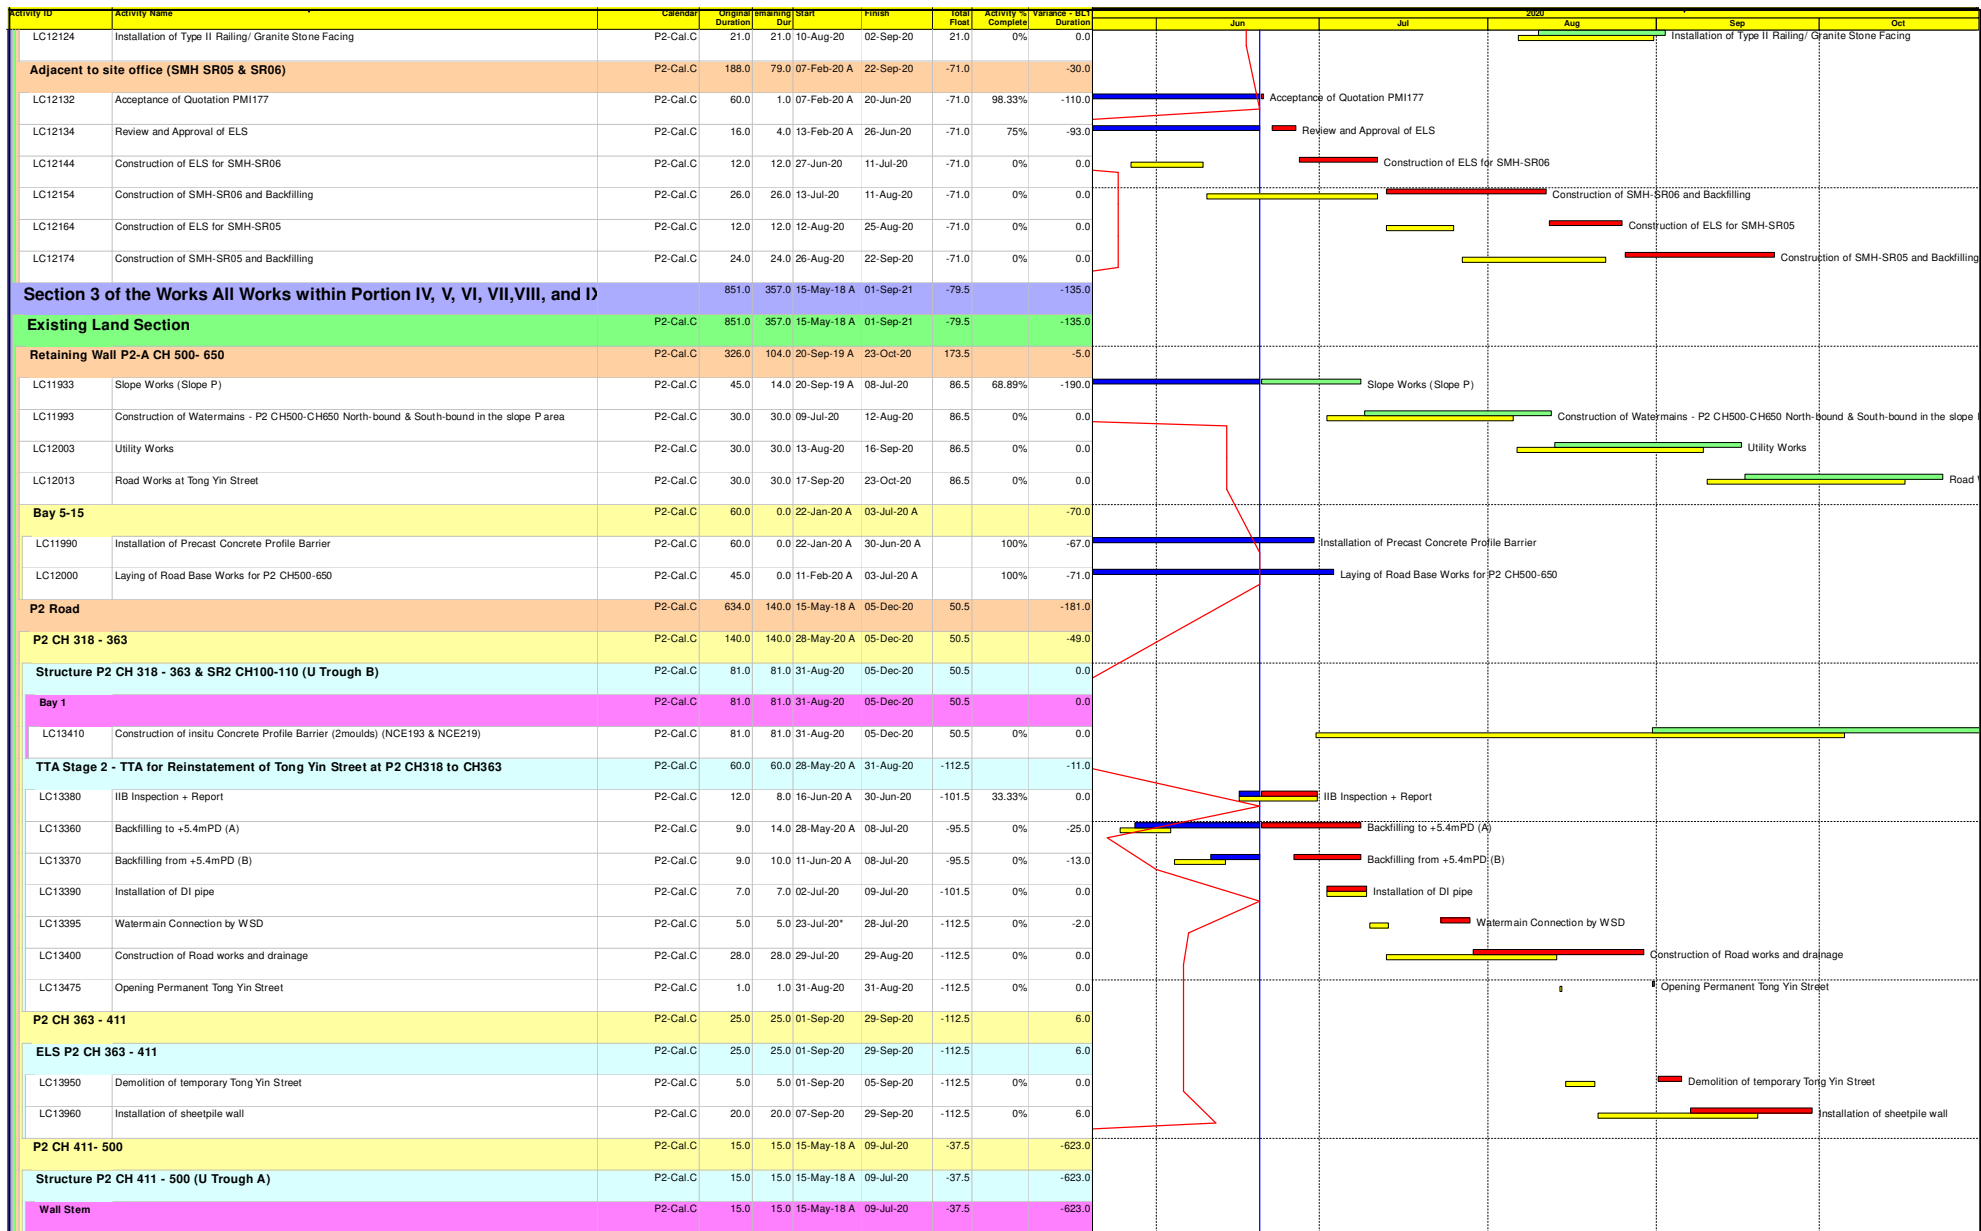 Activity ID Activity Name Calendar Original Duration emaining Dur Start Finish Total Float Activity % Complete Variance - BL1 Duration 2020
Jun Jul Aug Sep Oct
LC12124 Installation of Type II Railing/ Granite Stone Facing P2-Cal.C 21.0 21.0 10-Aug-20 02-Sep-20 21.0 0% 0.0 Installation of Type II Railing/ Granite Stone Facing
Adjacent to site office (SMH SR05 & SR06) P2-Cal.C 188.0 79.0 07-Feb-20 A 22-Sep-20 -71.0 -30.0
LC12132 Acceptance of Quotation PMI177 P2-Cal.C 60.0 1.0 07-Feb-20 A 20-Jun-20 -71.0 98.33% -110.0 Acceptance of Quotation PMI177
LC12134 Review and Approval of ELS P2-Cal.C 16.0 4.0 13-Feb-20 A 26-Jun-20 -71.0 75% -93.0 Review and Approval of ELS
LC12144 Construction of ELS for SMH-SR06 P2-Cal.C 12.0 12.0 27-Jun-20 11-Jul-20 -71.0 0% 0.0 Construction of ELS for SMH-SR06
LC12154 Construction of SMH-SR06 and Backfilling P2-Cal.C 26.0 26.0 13-Jul-20 11-Aug-20 -71.0 0% 0.0 Construction of SMH-SR06 and Backfilling
LC12164 Construction of ELS for SMH-SR05 P2-Cal.C 12.0 12.0 12-Aug-20 25-Aug-20 -71.0 0% 0.0 Construction of ELS for SMH-SR05
LC12174 Construction of SMH-SR05 and Backfilling P2-Cal.C 24.0 24.0 26-Aug-20 22-Sep-20 -71.0 0% 0.0 Construction of SMH-SR05 and Backfilling
Section 3 of the Works All Works within Portion IV, V, VI, VII,VIII, and IX 851.0 357.0 15-May-18 A 01-Sep-21 -79.5 -135.0
Existing Land Section P2-Cal.C 851.0 357.0 15-May-18 A 01-Sep-21 -79.5 -135.0
Retaining Wall P2-A CH 500- 650 P2-Cal.C 326.0 104.0 20-Sep-19 A 23-Oct-20 173.5 -5.0
LC11933 Slope Works (Slope P) P2-Cal.C 45.0 14.0 20-Sep-19 A 08-Jul-20 86.5 68.89% -190.0 Slope Works (Slope P)
LC11993 Construction of Watermains - P2 CH500-CH650 North-bound & South-bound in the slope P area P2-Cal.C 30.0 30.0 09-Jul-20 12-Aug-20 86.5 0% 0.0 Construction of Watermains - P2 CH500-CH650 North-bound & South-bound in the slope
LC12003 Utility Works P2-Cal.C 30.0 30.0 13-Aug-20 16-Sep-20 86.5 0% 0.0 Utility Works
LC12013 Road Works at Tong Yin Street P2-Cal.C 30.0 30.0 17-Sep-20 23-Oct-20 86.5 0% 0.0 Road
Bay 5-15 P2-Cal.C 60.0 0.0 22-Jan-20 A 03-Jul-20 A -70.0
LC11990 Installation of Precast Concrete Profile Barrier P2-Cal.C 60.0 0.0 22-Jan-20 A 30-Jun-20 A 100% -67.0 Installation of Precast Concrete Profile Barrier
LC12000 Laying of Road Base Works for P2 CH500-650 P2-Cal.C 45.0 0.0 11-Feb-20 A 03-Jul-20 A 100% -71.0 Laying of Road Base Works for P2 CH500-650
P2 Road P2-Cal.C 634.0 140.0 15-May-18 A 05-Dec-20 50.5 -181.0
P2 CH 318 - 363 P2-Cal.C 140.0 140.0 28-May-20 A 05-Dec-20 50.5 -49.0
Structure P2 CH 318 - 363 & SR2 CH100-110 (U Trough B) P2-Cal.C 81.0 81.0 31-Aug-20 05-Dec-20 50.5 0.0
Bay 1 P2-Cal.C 81.0 81.0 31-Aug-20 05-Dec-20 50.5 0.0
LC13410 Construction of insitu Concrete Profile Barrier (2moulds) (NCE193 & NCE219) P2-Cal.C 81.0 81.0 31-Aug-20 05-Dec-20 50.5 0% 0.0
TTA Stage 2 - TTA for Reinstatement of Tong Yin Street at P2 CH318 to CH363 P2-Cal.C 60.0 60.0 28-May-20 A 31-Aug-20 -112.5 -11.0
LC13380 IIB Inspection + Report P2-Cal.C 12.0 8.0 16-Jun-20 A 30-Jun-20 -101.5 33.33% 0.0 IIB Inspection + Report
LC13360 Backfilling to +5.4mPD (A) P2-Cal.C 9.0 14.0 28-May-20 A 08-Jul-20 -95.5 0% -25.0 Backfilling to +5.4mPD (A)
LC13370 Backfilling from +5.4mPD (B) P2-Cal.C 9.0 10.0 11-Jun-20 A 08-Jul-20 -95.5 0% -13.0 Backfilling from +5.4mPD (B)
LC13390 Installation of DI pipe P2-Cal.C 7.0 7.0 02-Jul-20 09-Jul-20 -101.5 0% 0.0 Installation of DI pipe
LC13395 Watermain Connection by WSD P2-Cal.C 5.0 5.0 23-Jul-20* 28-Jul-20 -112.5 0% -2.0 Watermain Connection by WSD
LC13400 Construction of Road works and drainage P2-Cal.C 28.0 28.0 29-Jul-20 29-Aug-20 -112.5 0% 0.0 Construction of Road works and drainage
LC13475 Opening Permanent Tong Yin Street P2-Cal.C 1.0 1.0 31-Aug-20 31-Aug-20 -112.5 0% 0.0 Opening Permanent Tong Yin Street
P2 CH 363 - 411 P2-Cal.C 25.0 25.0 01-Sep-20 29-Sep-20 -112.5 6.0
ELS P2 CH 363 - 411 P2-Cal.C 25.0 25.0 01-Sep-20 29-Sep-20 -112.5 6.0
LC13950 Demolition of temporary Tong Yin Street P2-Cal.C 5.0 5.0 01-Sep-20 05-Sep-20 -112.5 0% 0.0 Demolition of temporary Tong Yin Street
LC13960 Installation of sheetpile wall P2-Cal.C 20.0 20.0 07-Sep-20 29-Sep-20 -112.5 0% 6.0 Installation of sheetpile wall
P2 CH 411- 500 P2-Cal.C 15.0 15.0 15-May-18 A 09-Jul-20 -37.5 -623.0
Structure P2 CH 411 - 500 (U Trough A) P2-Cal.C 15.0 15.0 15-May-18 A 09-Jul-20 -37.5 -623.0
Wall Stem P2-Cal.C 15.0 15.0 15-May-18 A 09-Jul-20 -37.5 -623.0